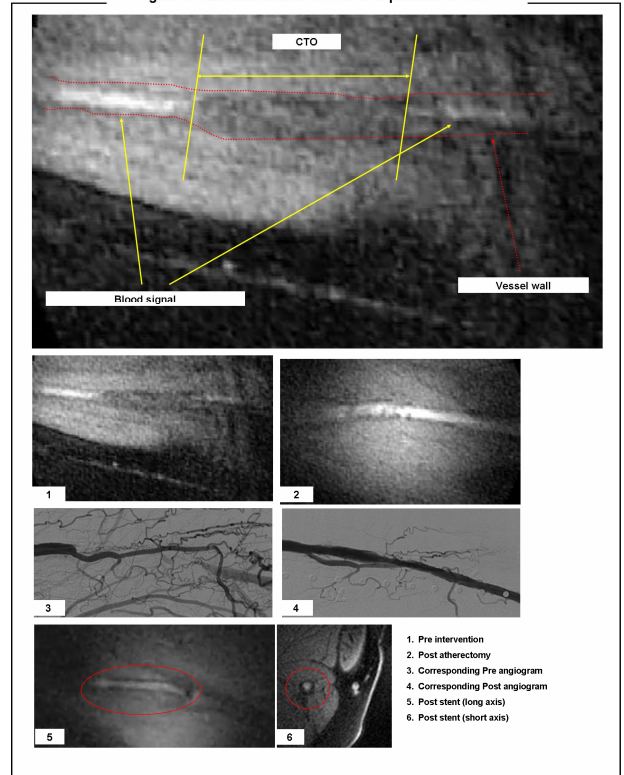 CTO
Vessel wall
Blood signal
1
2
3
4
5
6
1. Pre intervention
2. Post atherectomy
3. Corresponding Pre angiogram
4. Corresponding Post angiogram
5. Post stent (long axis)
6. Post stent (short axis)